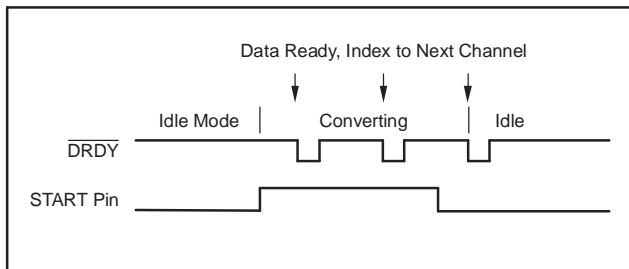 Data Ready, Index to Next Channel
Idle Mode Converting Idle
DRDY
START Pin